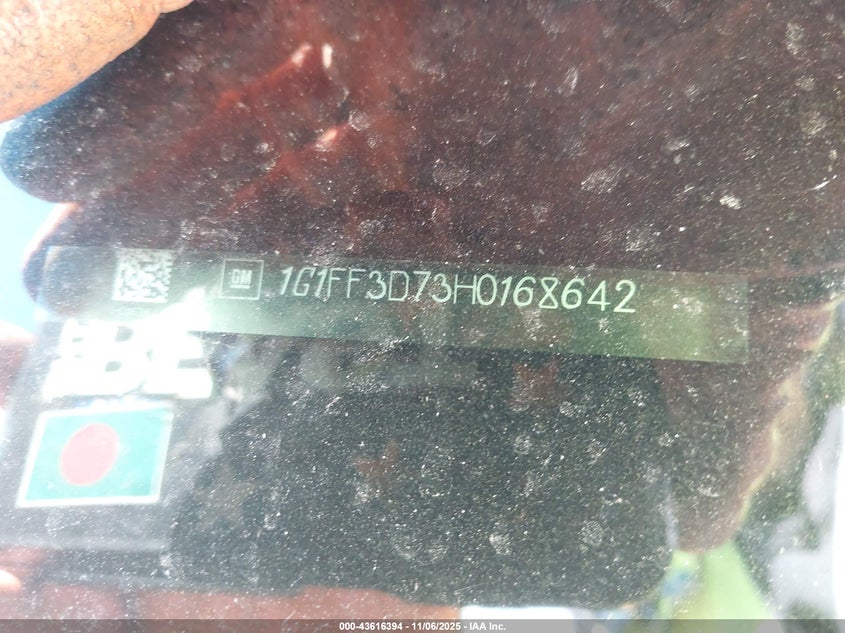 GM 1G1FF3D73H0168642
000-43616394 - 11/06/2025 - IAA Inc.